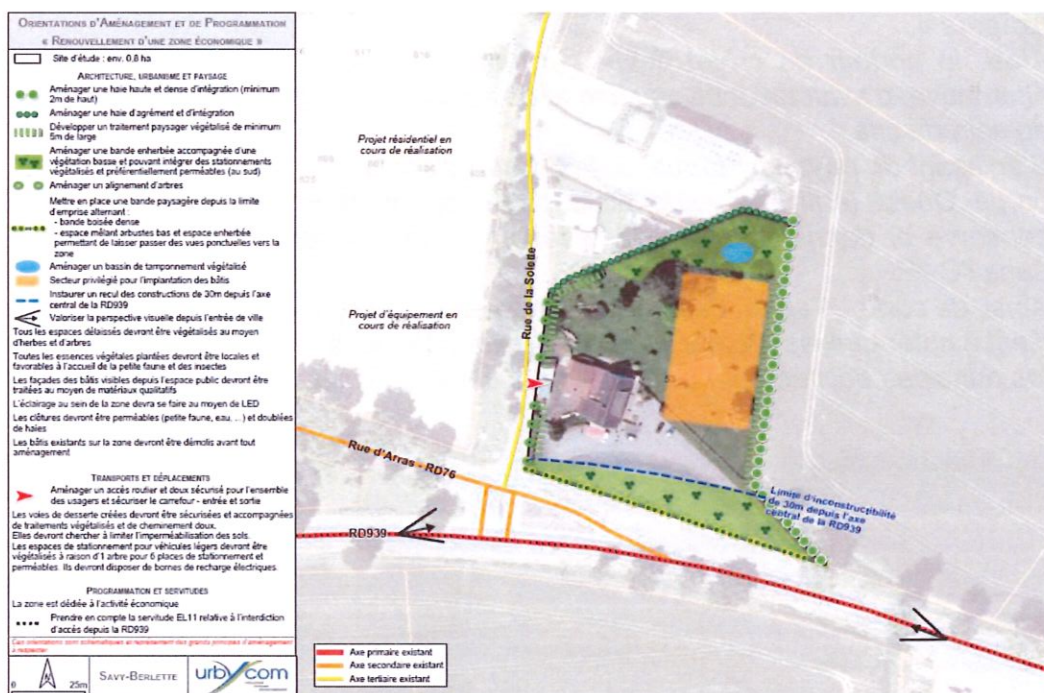 ORIENTATIONS D'AMÉNAGEMENT ET DE PROGRAMMATION
« RENOUVELLEMENT D'UNE ZONE ÉCONOMIQUE »
Site d'étude : env. 0,8 ha
ARCHITECTURE, URBANISME ET PAYSAGE
Aménager une haie haute et dense d'intégration (minimum
2m de haut)
Aménager une haie d'agrément et d'intégration
Développer un traitement paysager végétalisé de minimum
5m de large
Aménager une bande enherbée accompagnée d'une
végétation basse et pouvant intégrer des stationnements
végétalisés et préférentiellement perméables (au sud)
Aménager un alignement d'arbres
Mettre en place une bande paysagère depuis la limite
d'emprise alternant :
- bande boisée dense
- espace mêlant arbustes bas et espace enherbée
permettant de laisser passer des vues ponctuelles vers la
zone
Aménager un bassin de tamponnement végétalisé
Secteur privilégié pour l'implantation des bâtis
Instaurer un recul des constructions de 30m depuis l'axe
central de la RD939
Valoriser la perspective visuelle depuis l'entrée de ville
Tous les espaces délaissés devront être végétalisés au moyen
d'herbes et d'arbres
Toutes les essences végétales plantées devront être locales et
favorables à l'accueil de la petite faune et des insectes
Les façades des bâtis visibles depuis l'espace public devront être
traitées au moyen de matériaux qualitatifs
L'éclairage au sein de la zone devra se faire au moyen de LED
Les clôtures devront être perméables (petite faune, eau, ...) et doublées
de haies
Les bâtis existants sur la zone devront être démolis avant tout
aménagement
TRANSPORTS ET DÉPLACEMENTS
Aménager un accès routier et doux sécurisé pour l'ensemble
des usagers et sécuriser le carrefour - entrée et sortie
Les voies de desserte créées devront être sécurisées et accompagnées
de traitements végétalisés et de cheminement doux.
Elles devront chercher à limiter l'imperméabilisation des sols.
Les espaces de stationnement pour véhicules légers devront être
végétalisés à raison d'1 arbre pour 6 places de stationnement et
perméables. Ils devront disposer de bornes de recharge électriques.
PROGRAMMATION ET SERVITUDES
La zone est dédiée à l'activité économique
Prendre en compte la servitude EL11 relative à l'interdiction
d'accès depuis la RD939
Ces orientations sont schématiques et représentent des grands principes d'aménagement
à respecter
N
0 25m
SAVY-BERLETTE
urbycom
Projet résidentiel en
cours de réalisation
Projet d'équipement en
cours de réalisation
Rue de la Solette
Rue d'Arras - RD76
RD939
Limite d'inconstructibilité
de 30m depuis l'axe
central de la RD939
Axe primaire existant
Axe secondaire existant
Axe tertiaire existant